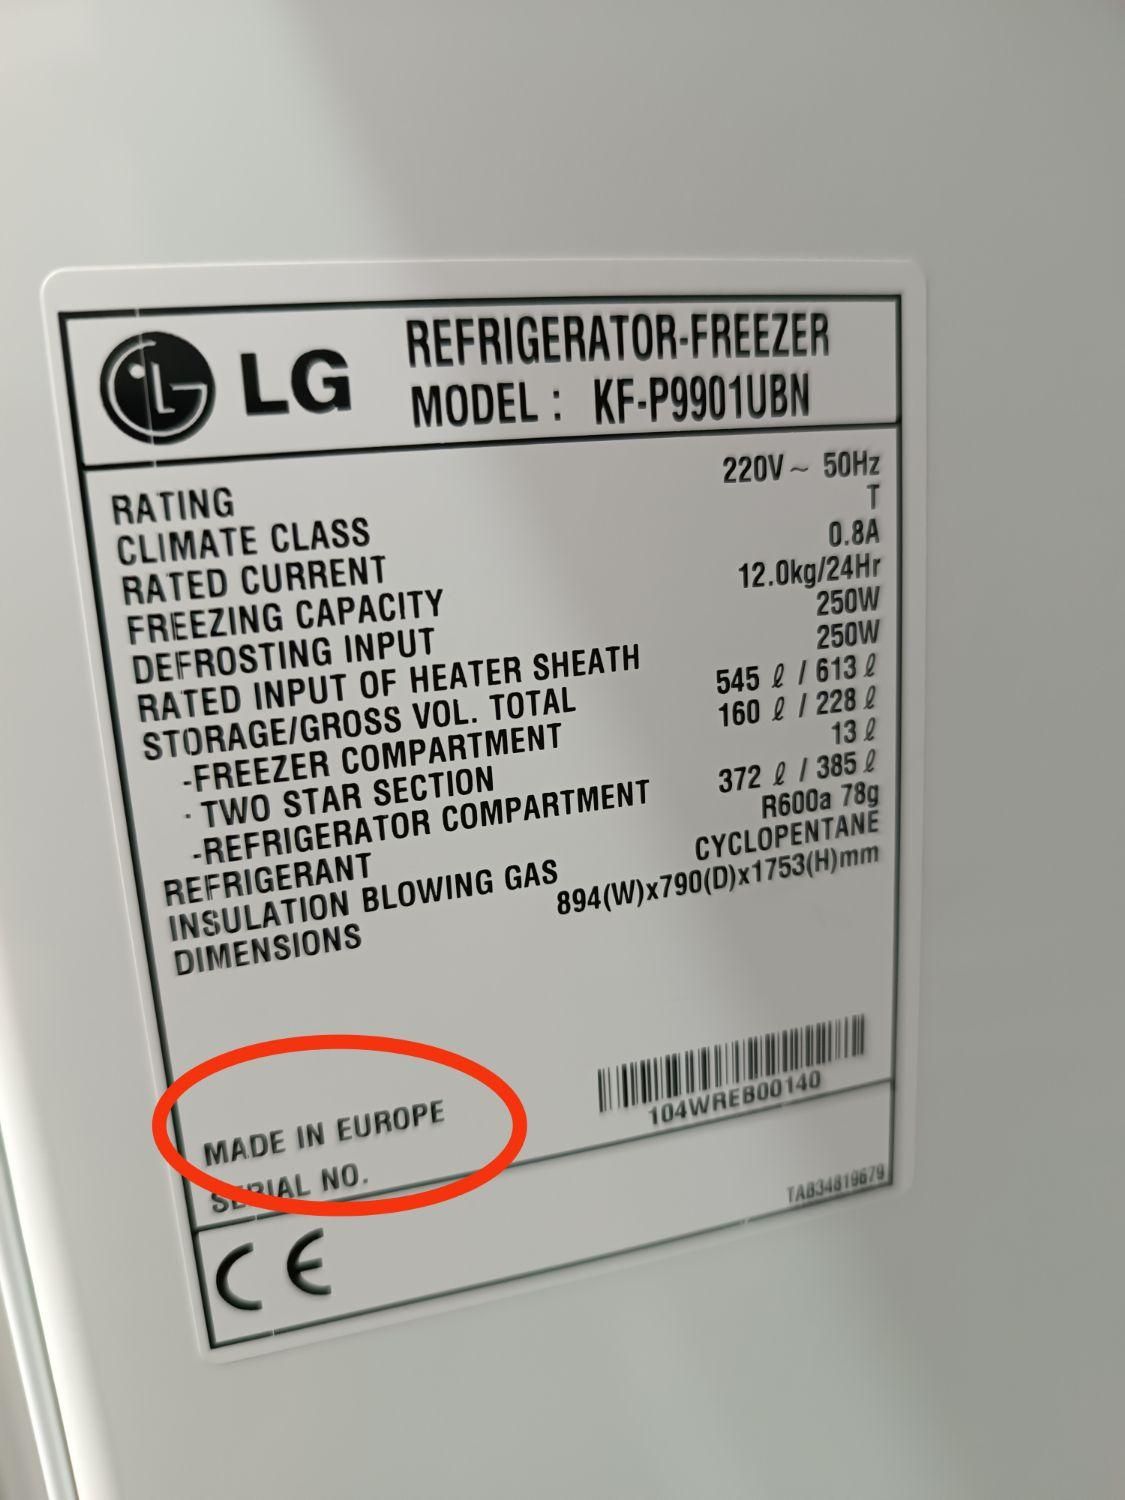 LG
REFRIGERATOR-FREEZER
MODEL : KF-P9901UBN
RATING 220V ~ 50Hz
CLIMATE CLASS T
RATED CURRENT 0.8A
FREEZING CAPACITY 12.0kg/24Hr
DEFROSTING INPUT 250W
RATED INPUT OF HEATER SHEATH 250W
STORAGE/GROSS VOL. TOTAL 545 ℓ / 613 ℓ
-FREEZER COMPARTMENT 160 ℓ / 228 ℓ
· TWO STAR SECTION 13 ℓ
-REFRIGERATOR COMPARTMENT 372 ℓ / 385 ℓ
REFRIGERANT R600a 78g
INSULATION BLOWING GAS CYCLOPENTANE
DIMENSIONS 894(W)x790(D)x1753(H)mm
104WREB00140
MADE IN EUROPE
SERIAL NO.
TAB34819679
CE